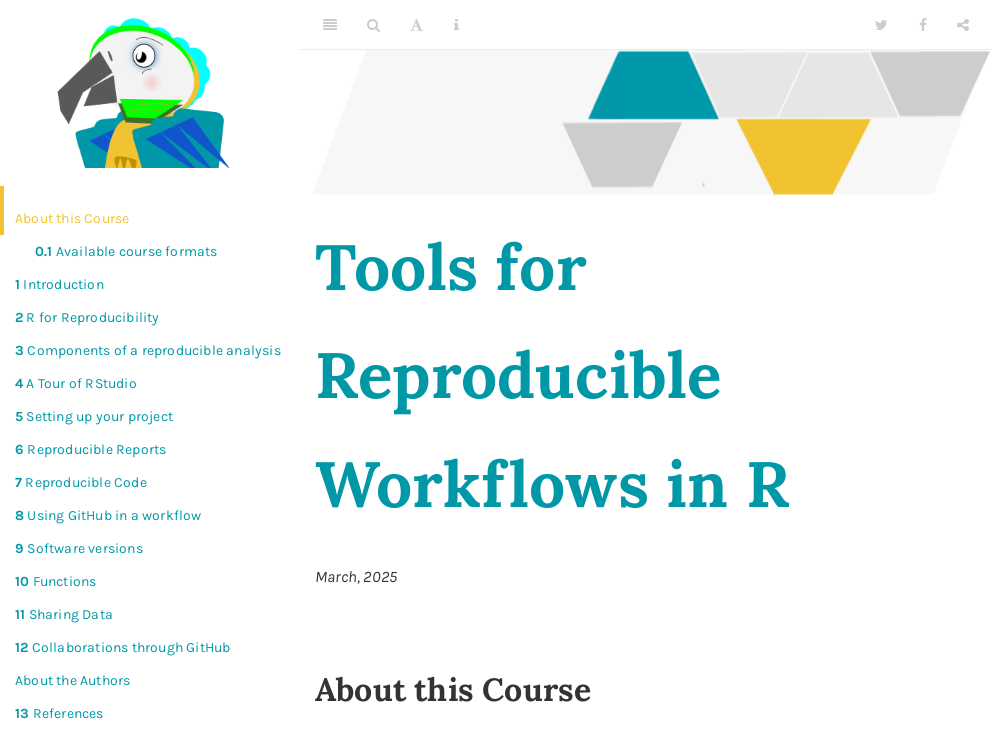 About this Course
0.1 Available course formats
1 Introduction
2 R for Reproducibility
3 Components of a reproducible analysis
4 A Tour of RStudio
5 Setting up your project
6 Reproducible Reports
7 Reproducible Code
8 Using GitHub in a workflow
9 Software versions
10 Functions
11 Sharing Data
12 Collaborations through GitHub
About the Authors
13 References
A
Tools for
Reproducible
Workflows in R
March, 2025
About this Course